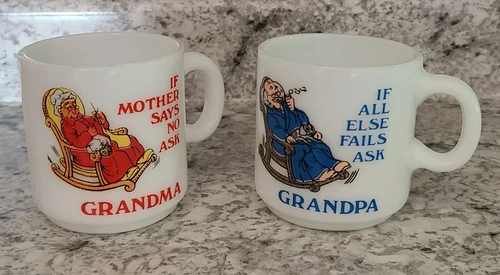 IF
MOTHER
SAYS
NO
ASK
GRANDMA
IF
ALL
ELSE
FAILS
ASK
GRANDPA